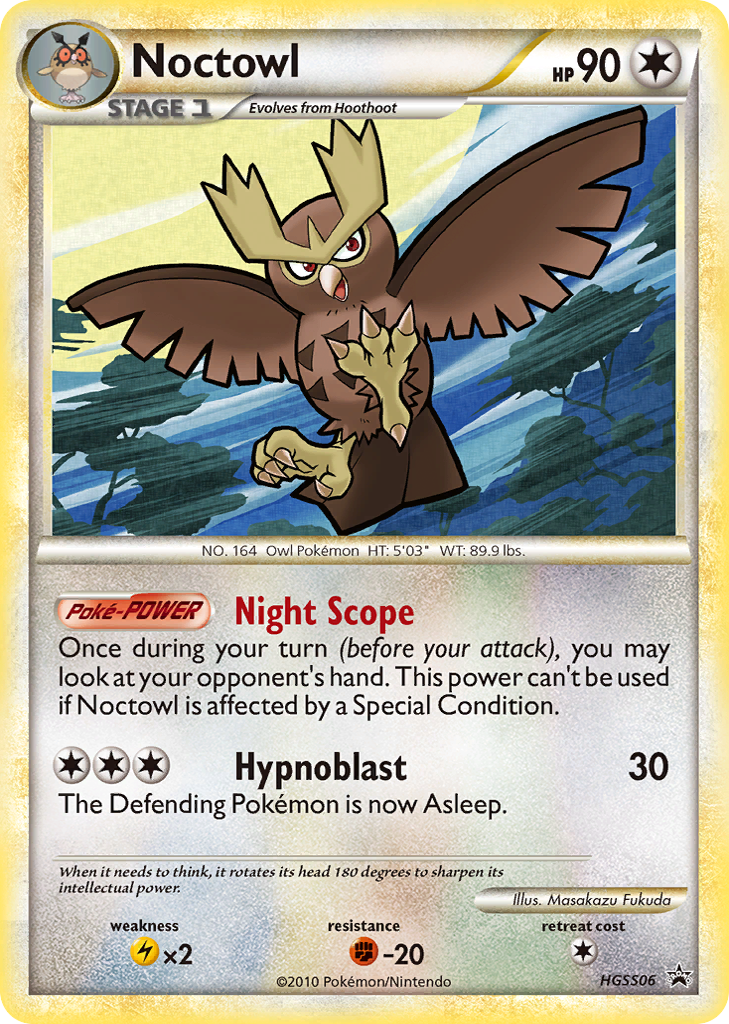 Noctowl
HP 90
STAGE 1
Evolves from Hoothoot
NO. 164 Owl Pokémon HT: 5'03" WT: 89.9 lbs.
Poké-POWER Night Scope
Once during your turn (before your attack), you may
look at your opponent's hand. This power can't be used
if Noctowl is affected by a Special Condition.
Hypnoblast 30
The Defending Pokémon is now Asleep.
When it needs to think, it rotates its head 180 degrees to sharpen its
intellectual power.
Illus. Masakazu Fukuda
weakness resistance retreat cost
×2 -20
©2010 Pokémon/Nintendo HGSS06
PROMO